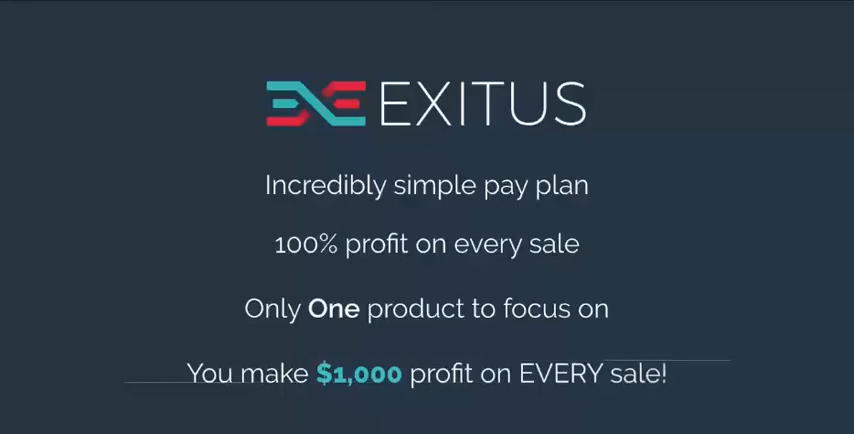 EXITUS
Incredibly simple pay plan
100% profit on every sale
Only One product to focus on
You make $1,000 profit on EVERY sale!